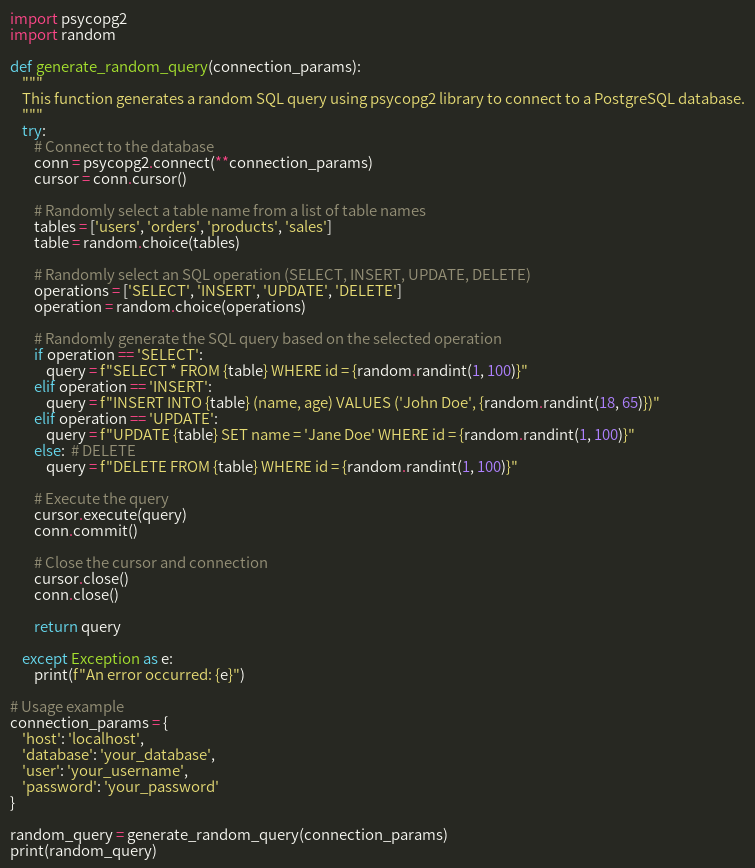 import psycopg2
import random

def generate_random_query(connection_params):
    """
    This function generates a random SQL query using psycopg2 library to connect to a PostgreSQL database.
    """
    try:
        # Connect to the database
        conn = psycopg2.connect(**connection_params)
        cursor = conn.cursor()

        # Randomly select a table name from a list of table names
        tables = ['users', 'orders', 'products', 'sales']
        table = random.choice(tables)

        # Randomly select an SQL operation (SELECT, INSERT, UPDATE, DELETE)
        operations = ['SELECT', 'INSERT', 'UPDATE', 'DELETE']
        operation = random.choice(operations)

        # Randomly generate the SQL query based on the selected operation
        if operation == 'SELECT':
            query = f"SELECT * FROM {table} WHERE id = {random.randint(1, 100)}"
        elif operation == 'INSERT':
            query = f"INSERT INTO {table} (name, age) VALUES ('John Doe', {random.randint(18, 65)})"
        elif operation == 'UPDATE':
            query = f"UPDATE {table} SET name = 'Jane Doe' WHERE id = {random.randint(1, 100)}"
        else:  # DELETE
            query = f"DELETE FROM {table} WHERE id = {random.randint(1, 100)}"

        # Execute the query
        cursor.execute(query)
        conn.commit()

        # Close the cursor and connection
        cursor.close()
        conn.close()

        return query

    except Exception as e:
        print(f"An error occurred: {e}")

# Usage example
connection_params = {
    'host': 'localhost',
    'database': 'your_database',
    'user': 'your_username',
    'password': 'your_password'
}

random_query = generate_random_query(connection_params)
print(random_query)